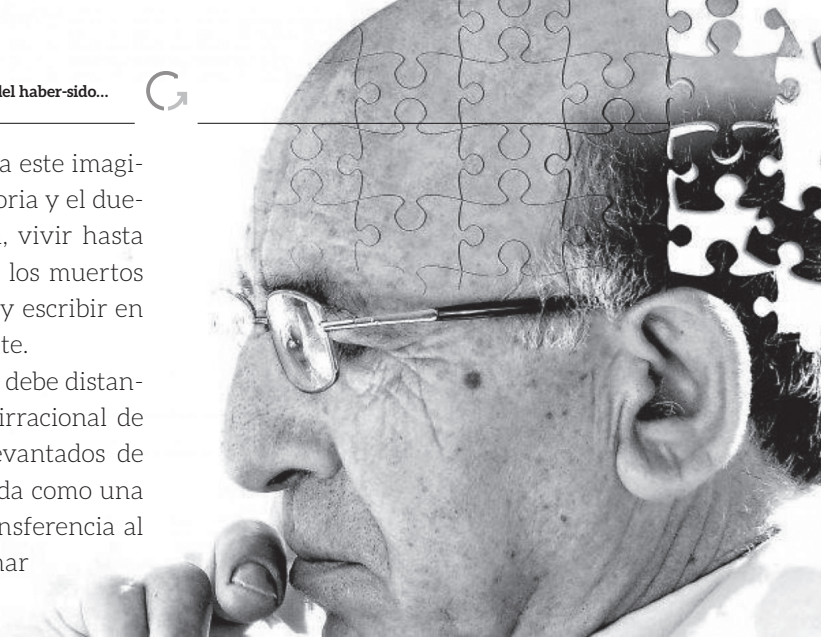 del haber-sido...
a este imagi-
oria y el due-
, vivir hasta
los muertos
y escribir en
te.
debe distan-
irracional de
evantados de
da como una
nsferencia al
nar